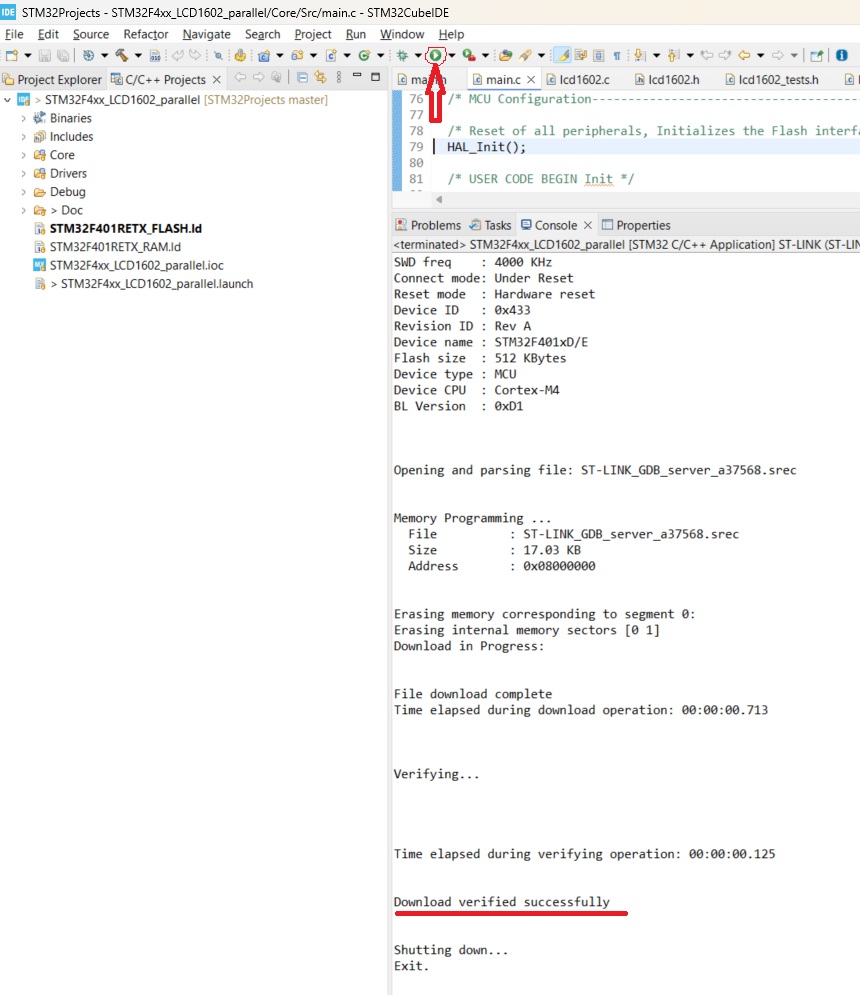 IDE STM32Projects - STM32F4xx_LCD1602_parallel/Core/Src/main.c - STM32CubeIDE
File Edit Source Refactor Navigate Search Project Run Window Help
Project Explorer C/C++ Projects
main.h main.c lcd1602.c lcd1602.h lcd1602_tests.h
> STM32F4xx_LCD1602_parallel [STM32Projects master]
Binaries
Includes
Core
Drivers
Debug
> Doc
STM32F401RETX_FLASH.ld
STM32F401RETX_RAM.ld
STM32F4xx_LCD1602_parallel.ioc
> STM32F4xx_LCD1602_parallel.launch
76 /* MCU Configuration-------------------------------------
77
78 /* Reset of all peripherals, Initializes the Flash interfa
79 HAL_Init();
80
81 /* USER CODE BEGIN Init */
Problems Tasks Console Properties
<terminated> STM32F4xx_LCD1602_parallel [STM32 C/C++ Application] ST-LINK (ST-LIN
SWD freq : 4000 KHz
Connect mode: Under Reset
Reset mode : Hardware reset
Device ID : 0x433
Revision ID : Rev A
Device name : STM32F401xD/E
Flash size : 512 KBytes
Device type : MCU
Device CPU : Cortex-M4
BL Version : 0xD1
Opening and parsing file: ST-LINK_GDB_server_a37568.srec
Memory Programming ...
File : ST-LINK_GDB_server_a37568.srec
Size : 17.03 KB
Address : 0x08000000
Erasing memory corresponding to segment 0:
Erasing internal memory sectors [0 1]
Download in Progress:
File download complete
Time elapsed during download operation: 00:00:00.713
Verifying...
Time elapsed during verifying operation: 00:00:00.125
Download verified successfully
Shutting down...
Exit.